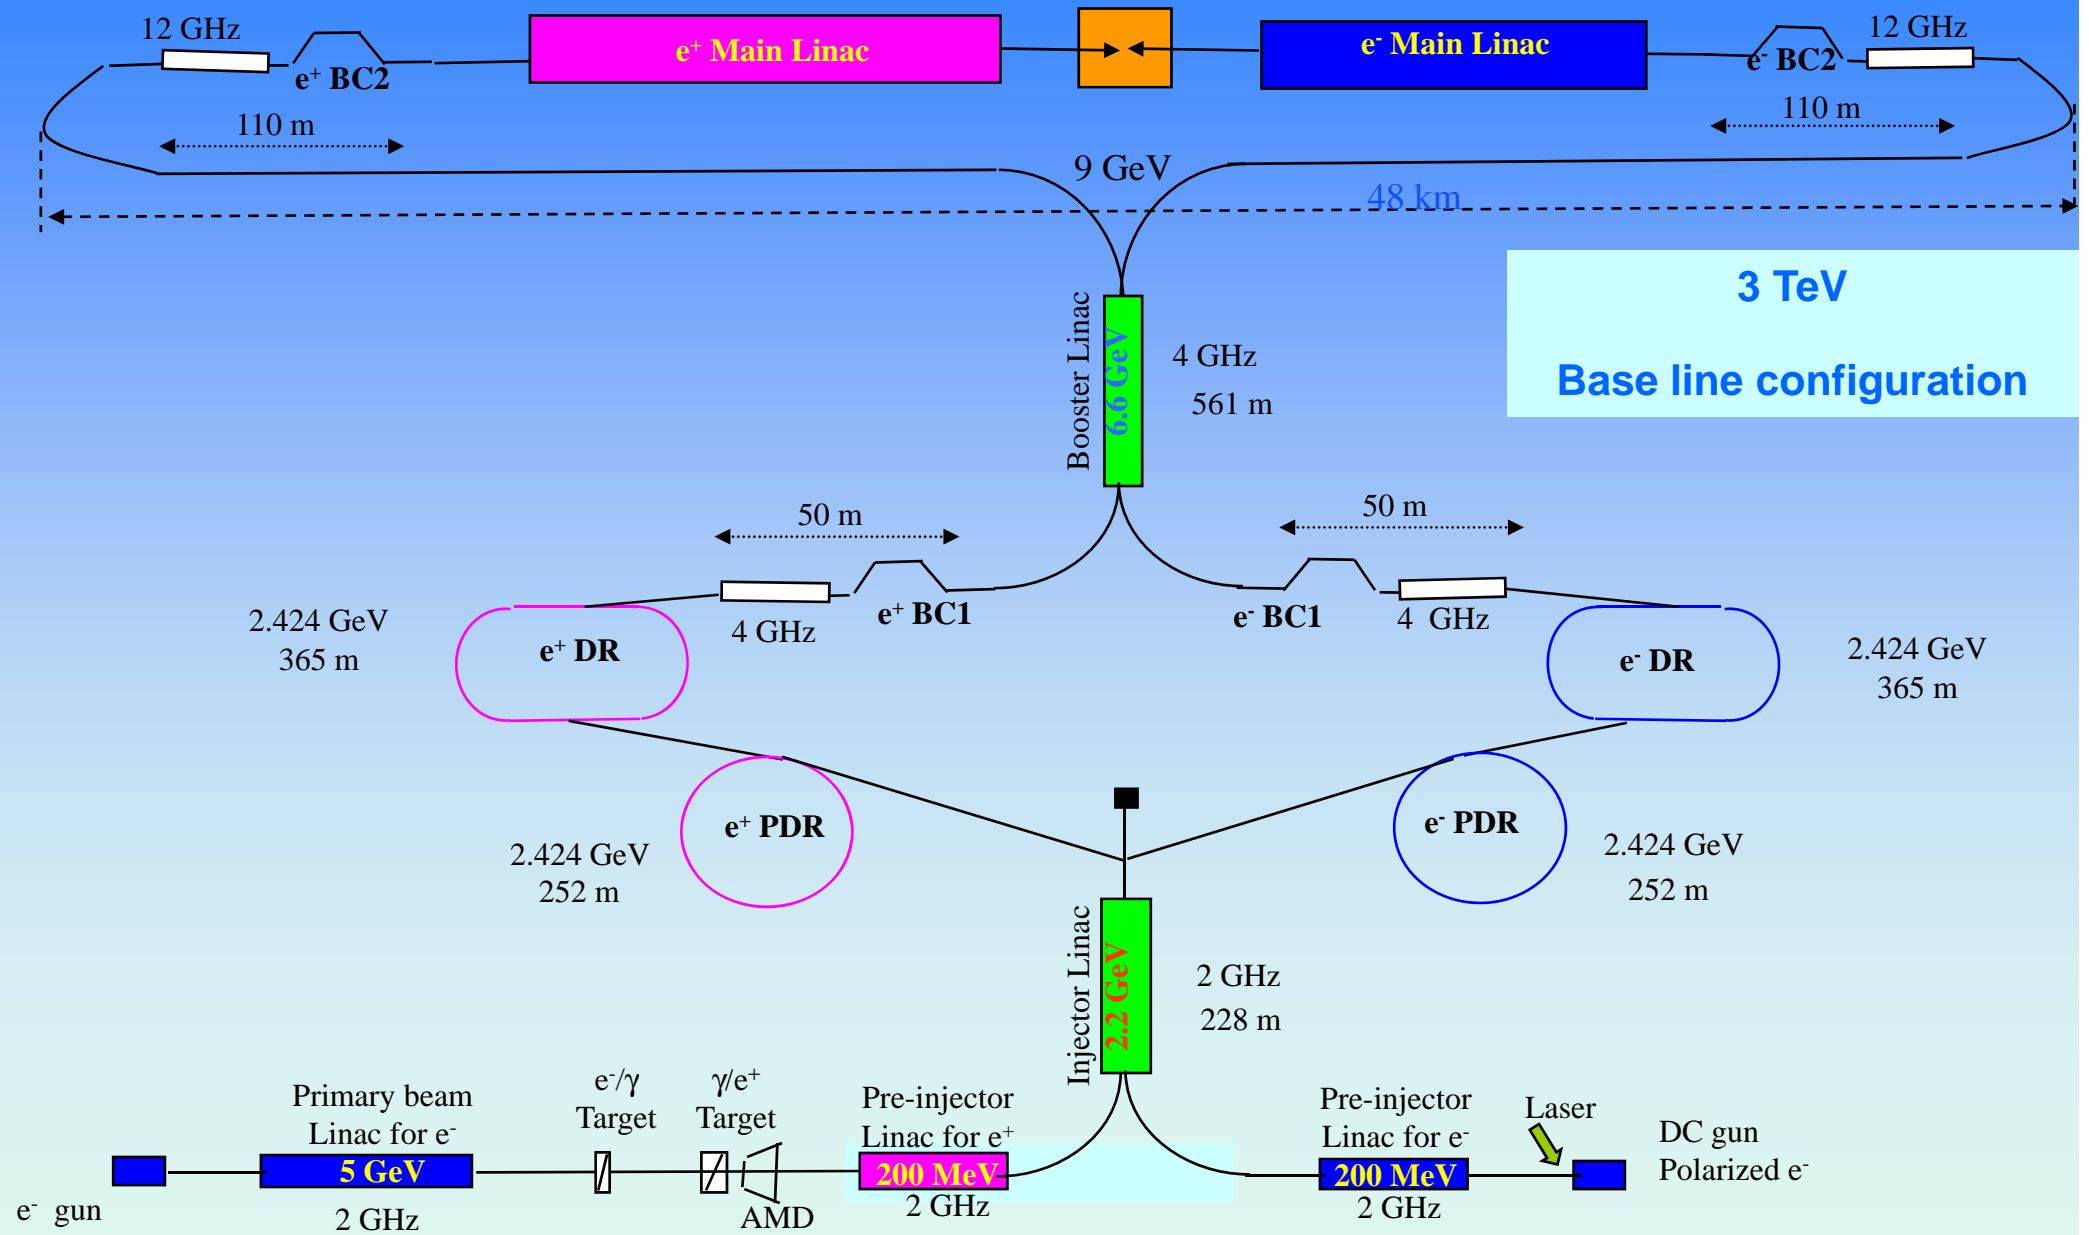 12 GHz
e⁺ Main Linac
e⁻ Main Linac
12 GHz
e⁺ BC2
e⁻ BC2
110 m
110 m
9 GeV
48 km
3 TeV
Base line configuration
Booster Linac
6.6 GeV
4 GHz
561 m
50 m
50 m
e⁺ BC1
4 GHz
e⁻ BC1
4 GHz
2.424 GeV
365 m
e⁺ DR
e⁻ DR
2.424 GeV
365 m
e⁺ PDR
e⁻ PDR
2.424 GeV
252 m
2.424 GeV
252 m
Injector Linac
2.2 GeV
2 GHz
228 m
Primary beam
Linac for e⁻
5 GeV
2 GHz
e⁻ gun
e⁻/γ
Target
γ/e⁺
Target
AMD
Pre-injector
Linac for e⁺
200 MeV
2 GHz
Pre-injector
Linac for e⁻
200 MeV
2 GHz
Laser
DC gun
Polarized e⁻